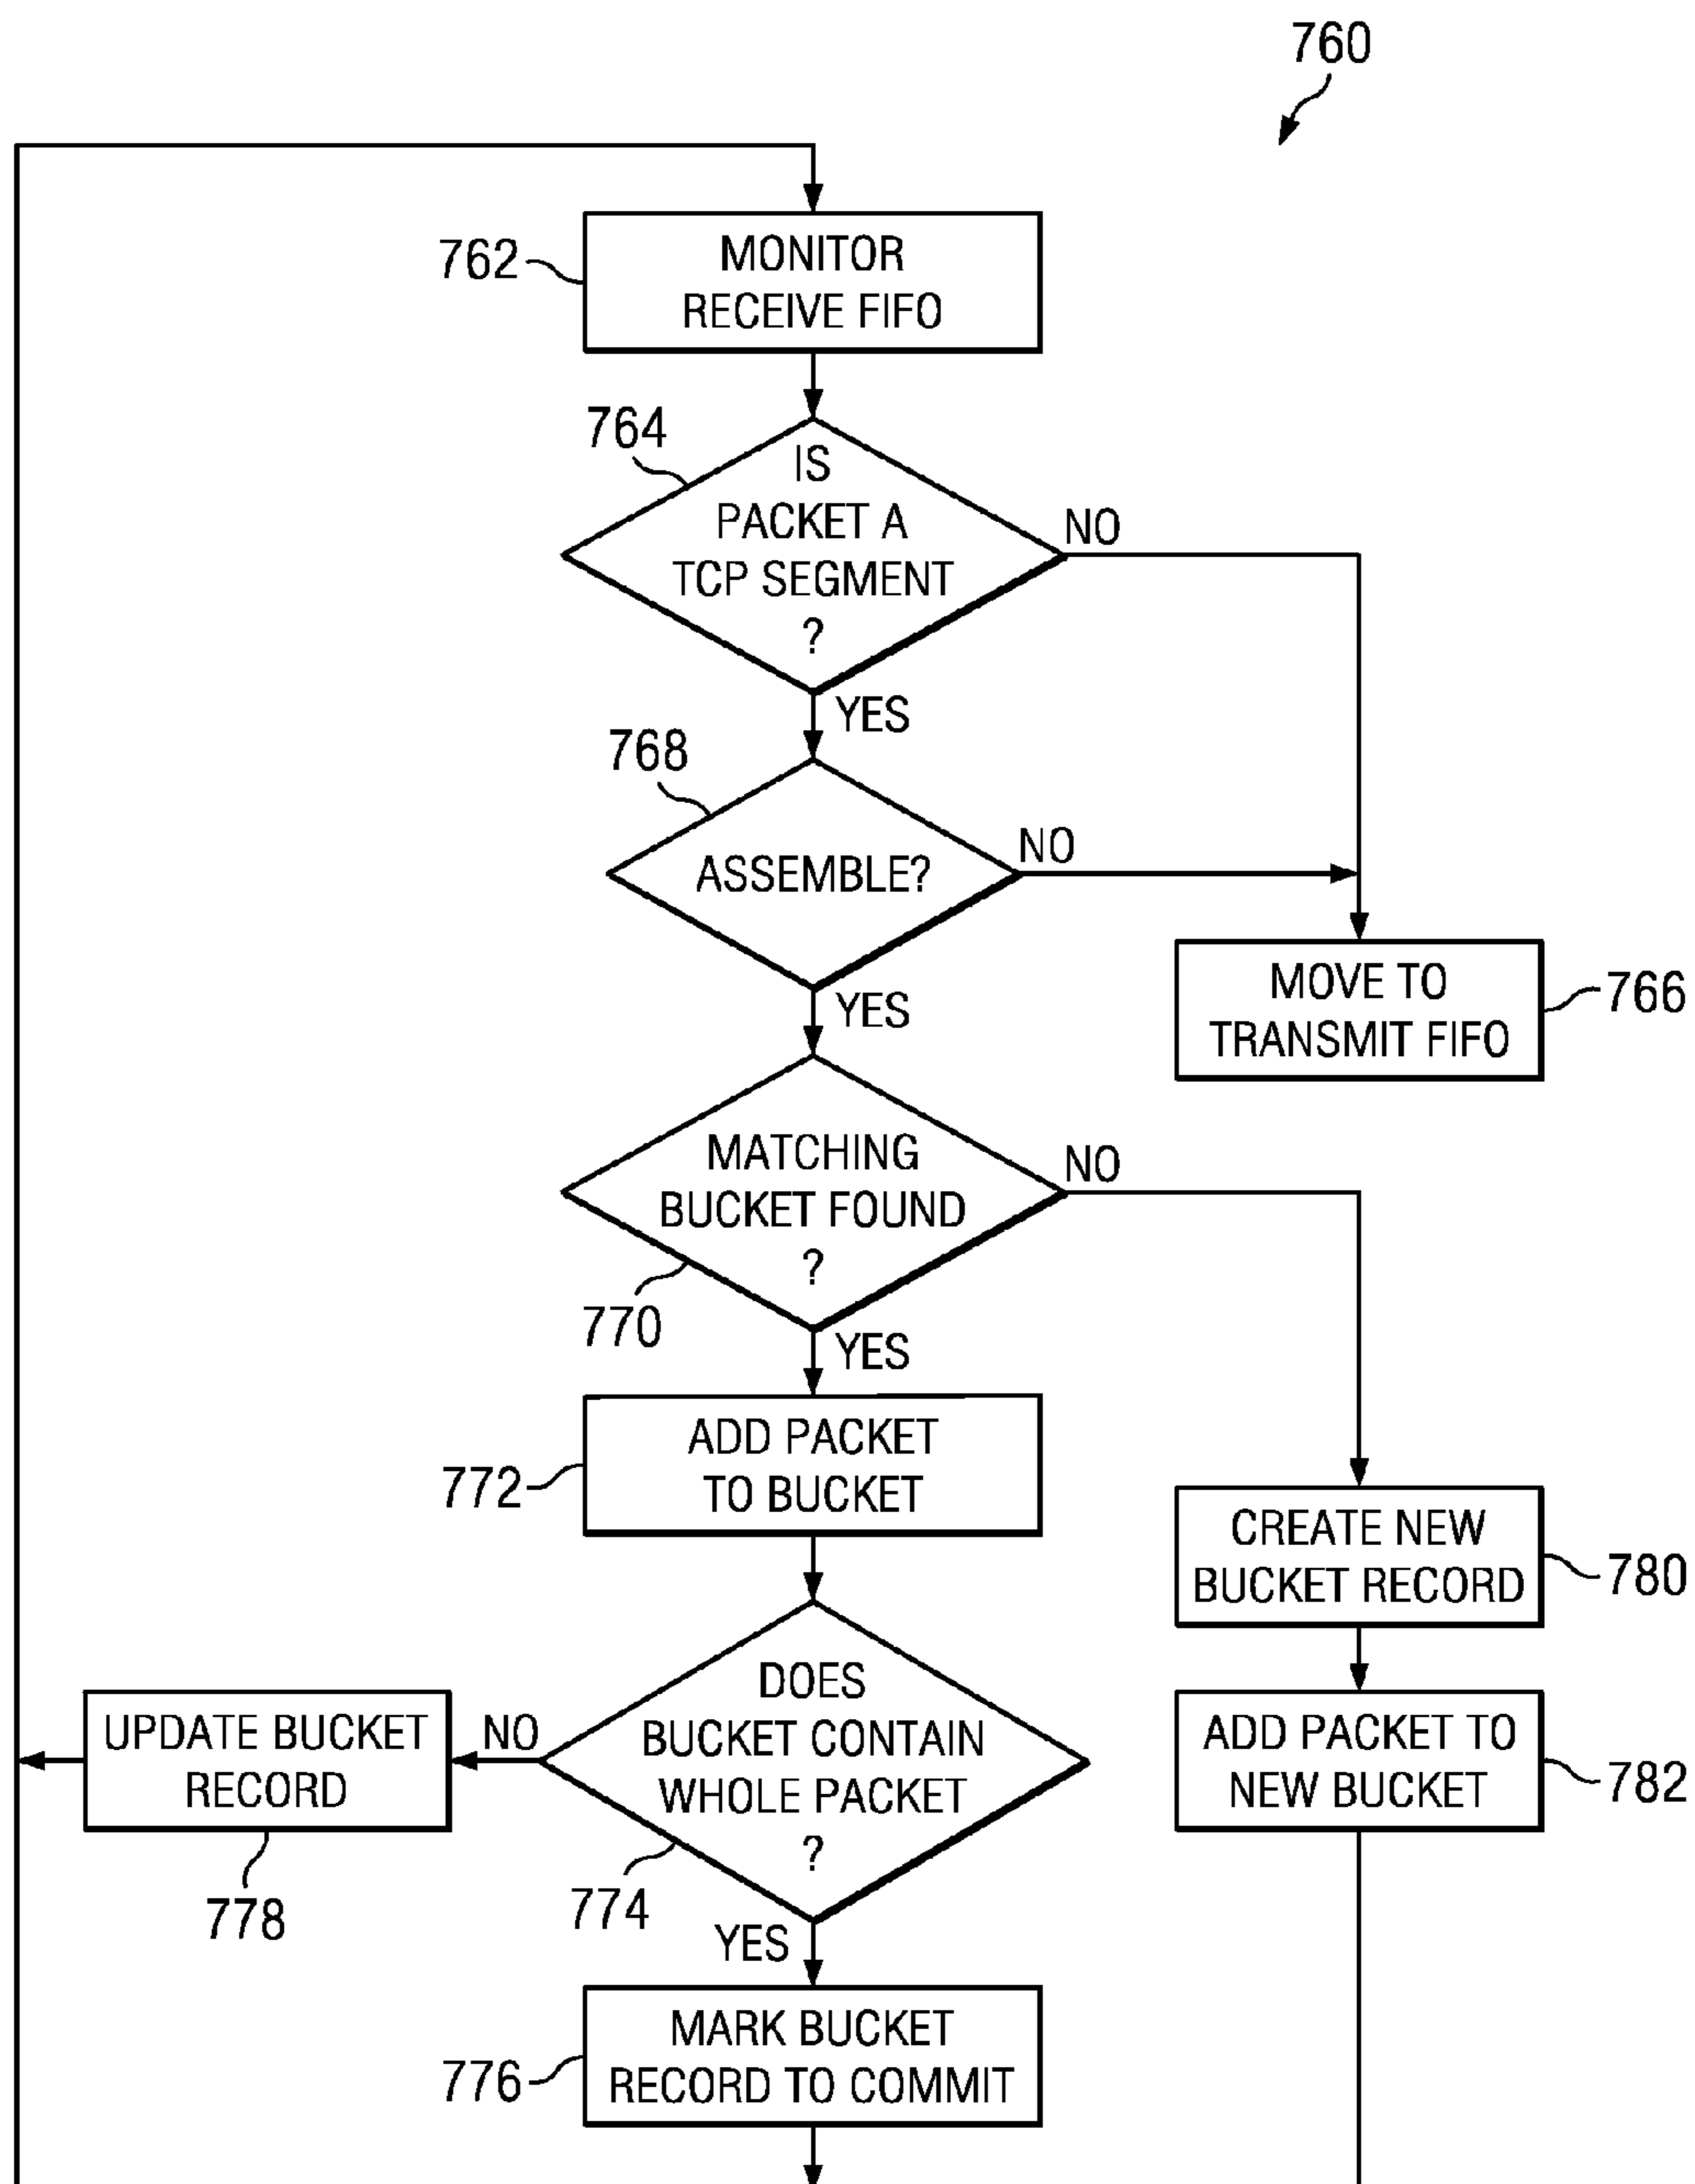 760
762
MONITOR
RECEIVE FIFO
764
IS
PACKET A
TCP SEGMENT
?
NO
YES
768
ASSEMBLE?
NO
YES
MOVE TO
TRANSMIT FIFO
766
MATCHING
BUCKET FOUND
?
NO
770
YES
772
ADD PACKET
TO BUCKET
CREATE NEW
BUCKET RECORD
780
DOES
BUCKET CONTAIN
WHOLE PACKET
?
NO
UPDATE BUCKET
RECORD
778
774
YES
ADD PACKET TO
NEW BUCKET
782
776
MARK BUCKET
RECORD TO COMMIT